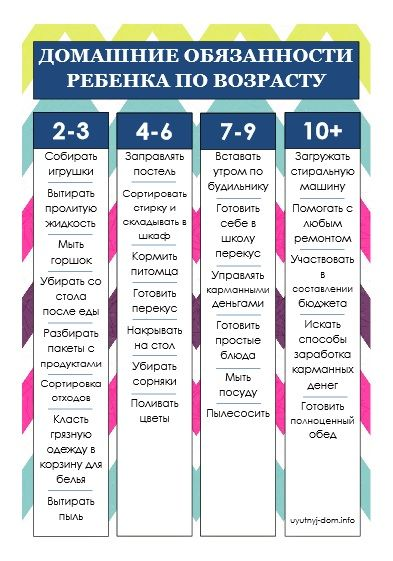 ДОМАШНИЕ ОБЯЗАННОСТИ
РЕБЕНКА ПО ВОЗРАСТУ
2-3
Собирать
игрушки
Вытирать
пролитую
жидкость
Мыть
горшок
Убирать со
стола
после еды
Разбирать
пакеты с
продуктами
Сортировка
отходов
Класть
грязную
одежду в
корзину для
белья
Вытирать
пыль
4-6
Заправлять
постель
Сортировать
стирку и
складывать в
шкаф
Кормить
питомца
Готовить
перекус
Накрывать
на стол
Убирать
сорняки
Поливать
цветы
7-9
Вставать
утром по
будильнику
Готовить
себе в
школу
перекус
Управлять
карманными
деньгами
Готовить
простые
блюда
Мыть
посуду
Пылесосить
10+
Загружать
стиральную
машину
Помогать с
любым
ремонтом
Участвовать
в
составлении
бюджета
Искать
способы
заработка
карманных
денег
Готовить
полноценный
обед
uyutnyj-dom.info